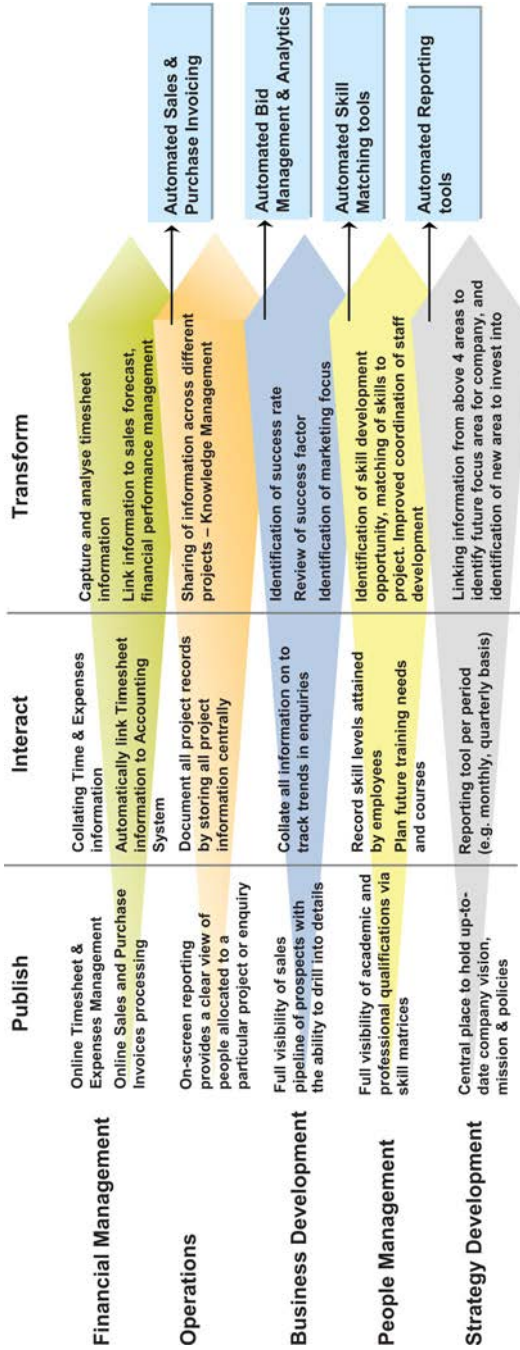 Publish
Interact
Transform
Financial Management
Online Timesheet &
Expenses Management
Online Sales and Purchase
Invoices processing
Collating Time & Expenses
information
Automatically link Timesheet
information to Accounting
System
Capture and analyse timesheet
information
Link information to sales forecast,
financial performance management
Automated Sales &
Purchase Invoicing
Operations
On-screen reporting
provides a clear view of
people allocated to a
particular project or enquiry
Document all project records
by storing all project
information centrally
Sharing of information across different
projects – Knowledge Management
Business Development
Full visibility of sales
pipeline of prospects with
the ability to drill into details
Collate all information on to
track trends in enquiries
Identification of success rate
Review of success factor
Identification of marketing focus
Automated Bid
Management & Analytics
People Management
Full visibility of academic and
professional qualifications via
skill matrices
Record skill levels attained
by employees
Plan future training needs
and courses
Identification of skill development
opportunity, matching of skills to
project. Improved coordination of staff
development
Automated Skill
Matching tools
Strategy Development
Central place to hold up-to-
date company vision,
mission & policies
Reporting tool per period
(e.g. monthly, quarterly basis)
Linking information from above 4 areas to
identify future focus area for company, and
identification of new area to invest into
Automated Reporting
tools